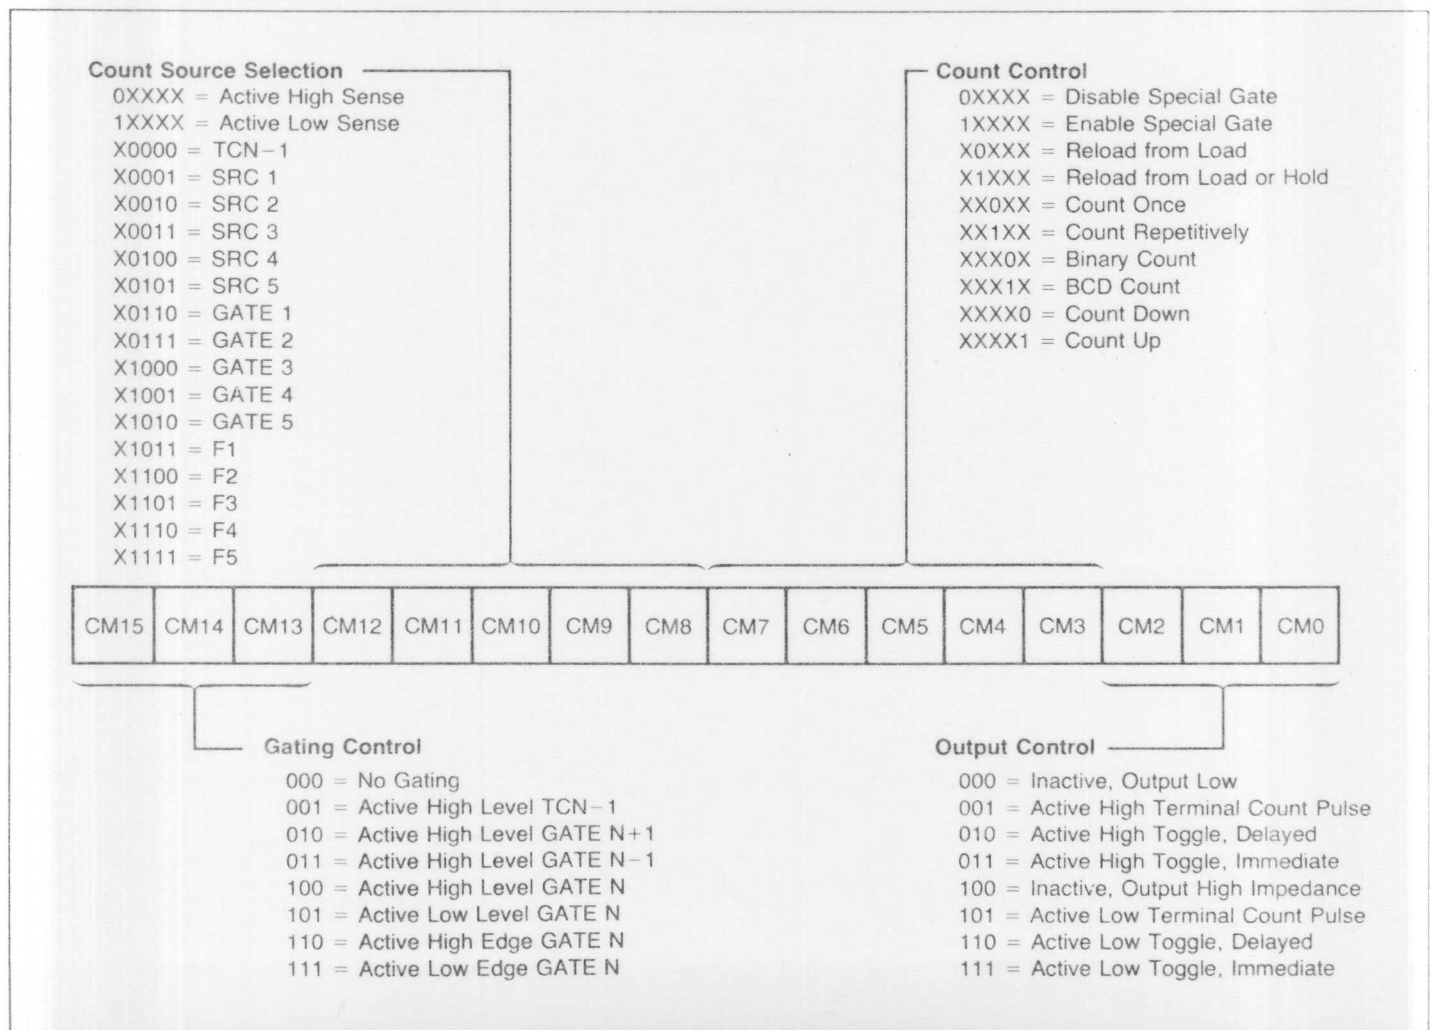 Count Source Selection
0XXXX = Active High Sense
1XXXX = Active Low Sense
X0000 = TCN−1
X0001 = SRC 1
X0010 = SRC 2
X0011 = SRC 3
X0100 = SRC 4
X0101 = SRC 5
X0110 = GATE 1
X0111 = GATE 2
X1000 = GATE 3
X1001 = GATE 4
X1010 = GATE 5
X1011 = F1
X1100 = F2
X1101 = F3
X1110 = F4
X1111 = F5
Count Control
0XXXX = Disable Special Gate
1XXXX = Enable Special Gate
X0XXX = Reload from Load
X1XXX = Reload from Load or Hold
XX0XX = Count Once
XX1XX = Count Repetitively
XXX0X = Binary Count
XXX1X = BCD Count
XXXX0 = Count Down
XXXX1 = Count Up
CM15 CM14 CM13 CM12 CM11 CM10 CM9 CM8 CM7 CM6 CM5 CM4 CM3 CM2 CM1 CM0
Gating Control
000 = No Gating
001 = Active High Level TCN−1
010 = Active High Level GATE N+1
011 = Active High Level GATE N−1
100 = Active High Level GATE N
101 = Active Low Level GATE N
110 = Active High Edge GATE N
111 = Active Low Edge GATE N
Output Control
000 = Inactive, Output Low
001 = Active High Terminal Count Pulse
010 = Active High Toggle, Delayed
011 = Active High Toggle, Immediate
100 = Inactive, Output High Impedance
101 = Active Low Terminal Count Pulse
110 = Active Low Toggle, Delayed
111 = Active Low Toggle, Immediate